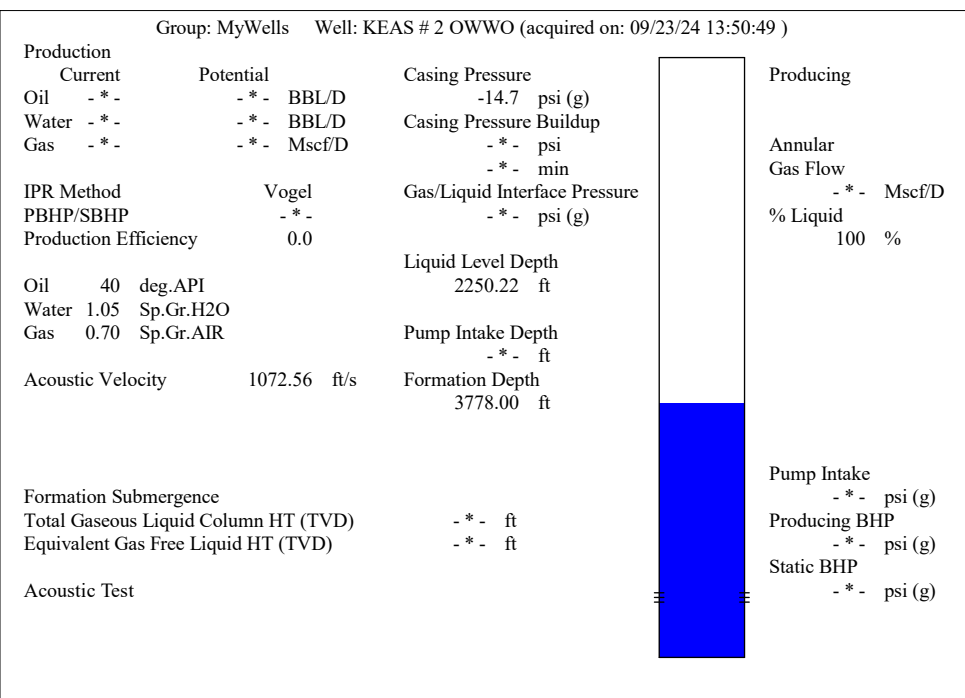 Group: MyWells Well: KEAS # 2 OWWO (acquired on: 09/23/24 13:50:49 )
Production
Current Potential
Oil - * - - * - BBL/D
Water - * - - * - BBL/D
Gas - * - - * - Mscf/D
IPR Method Vogel
PBHP/SBHP - * -
Production Efficiency 0.0
Oil 40 deg.API
Water 1.05 Sp.Gr.H2O
Gas 0.70 Sp.Gr.AIR
Acoustic Velocity 1072.56 ft/s
Formation Submergence
Total Gaseous Liquid Column HT (TVD) - * - ft
Equivalent Gas Free Liquid HT (TVD) - * - ft
Acoustic Test
Casing Pressure
-14.7 psi (g)
Casing Pressure Buildup
- * - psi
- * - min
Gas/Liquid Interface Pressure
- * - psi (g)
Liquid Level Depth
2250.22 ft
Pump Intake Depth
- * - ft
Formation Depth
3778.00 ft
Producing
Annular
Gas Flow
- * - Mscf/D
% Liquid
100 %
Pump Intake
- * - psi (g)
Producing BHP
- * - psi (g)
Static BHP
- * - psi (g)